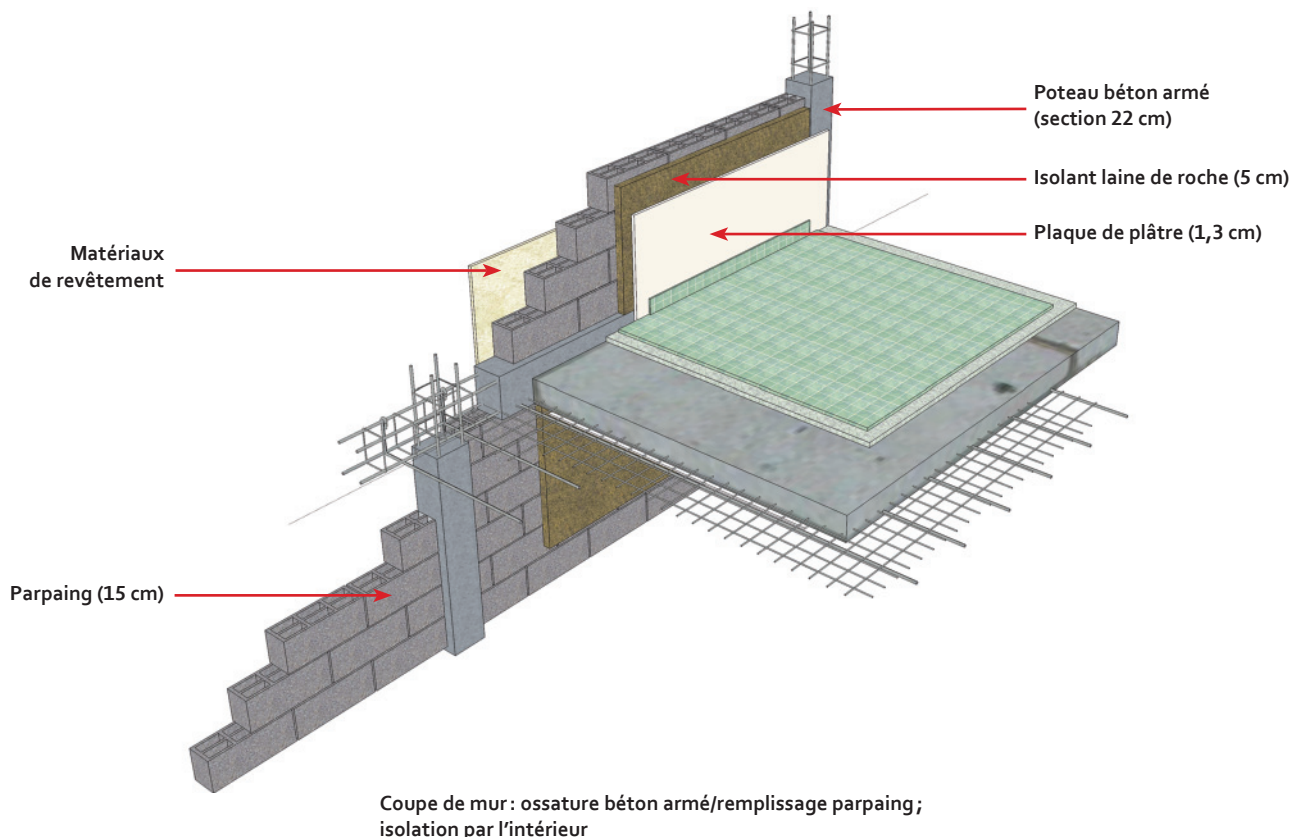 Poteau béton armé
(section 22 cm)
Isolant laine de roche (5 cm)
Plaque de plâtre (1,3 cm)
Matériaux
de revêtement
Parpaing (15 cm)
Coupe de mur : ossature béton armé/remplissage parpaing ;
isolation par l'intérieur